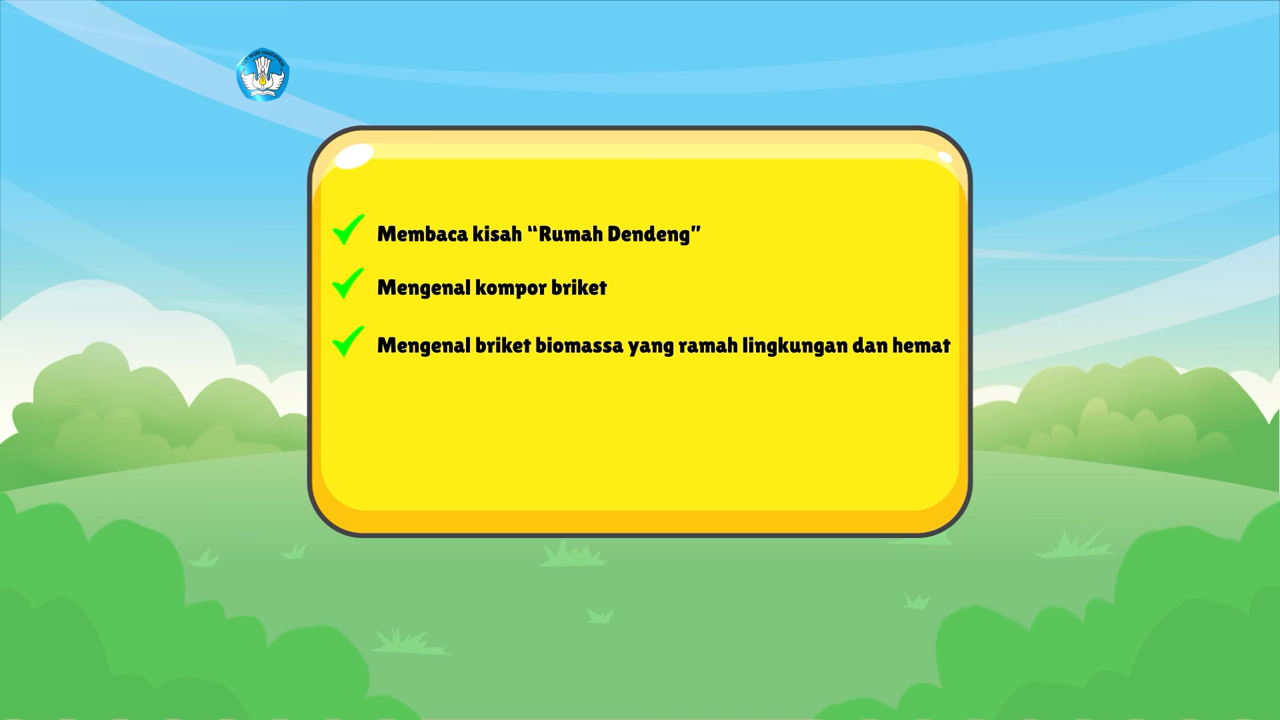 Membaca kisah “Rumah Dendeng”
Mengenal kompor briket
Mengenal briket biomassa yang ramah lingkungan dan hemat